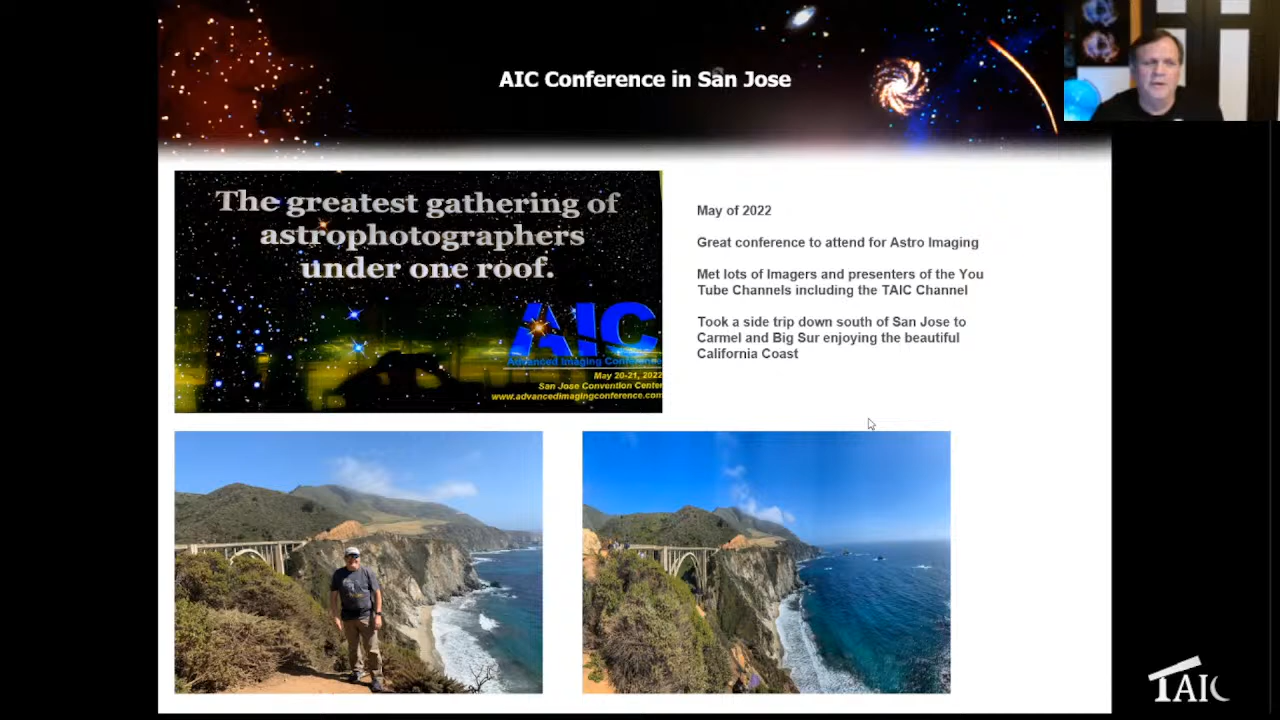 AIC Conference in San Jose
The greatest gathering of
astrophotographers
under one roof.
AIC
Advanced Imaging Conference
May 20-21, 2022
San Jose Convention Center
www.advancedimagingconference.com
May of 2022
Great conference to attend for Astro Imaging
Met lots of Imagers and presenters of the You
Tube Channels including the TAIC Channel
Took a side trip down south of San Jose to
Carmel and Big Sur enjoying the beautiful
California Coast
TAIC